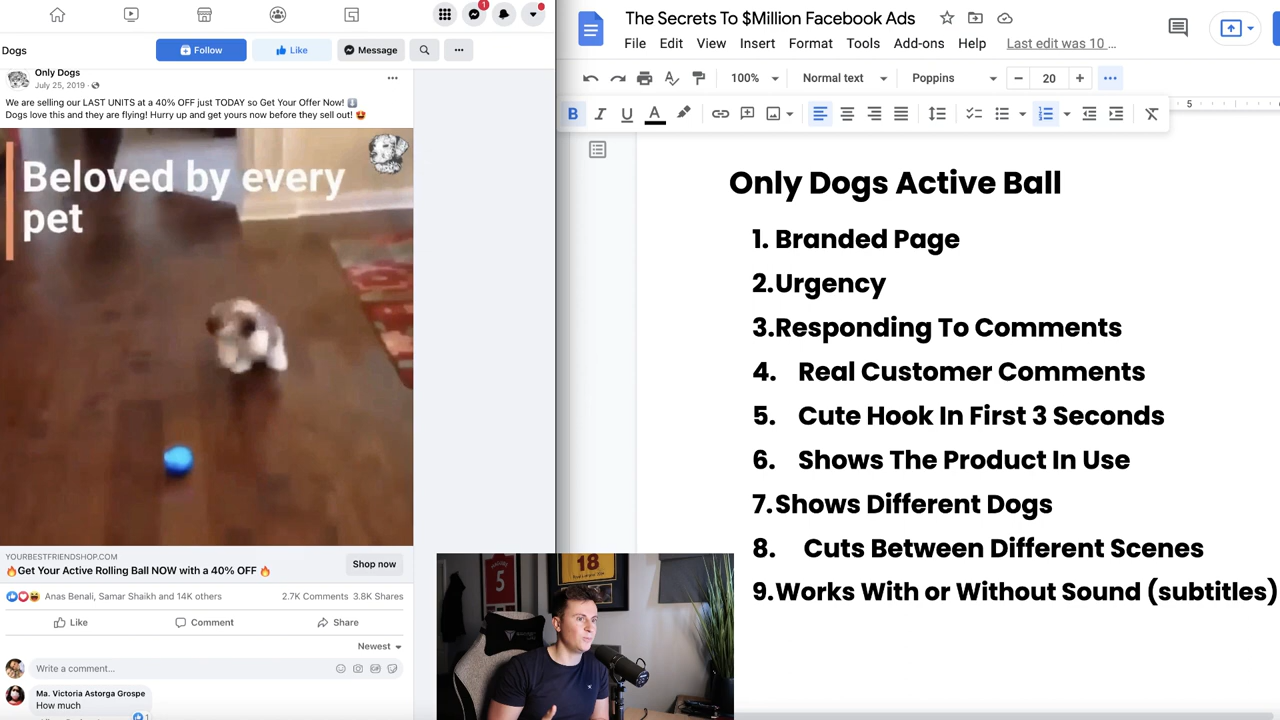 1
Dogs
Follow
Like
Message
Only Dogs
July 25, 2019
We are selling our LAST UNITS at a 40% OFF just TODAY so Get Your Offer Now!
Dogs love this and they are flying! Hurry up and get yours now before they sell out!
Beloved by every
pet
YOURBESTFRIENDSHOP.COM
Get Your Active Rolling Ball NOW with a 40% OFF
Shop now
Anas Benali, Samar Shaikh and 14K others
2.7K Comments 3.8K Shares
Like
Comment
Share
Newest
Write a comment...
Ma. Victoria Astorga Grospe
How much
1
The Secrets To $Million Facebook Ads
File Edit View Insert Format Tools Add-ons Help Last edit was 10 ...
100% Normal text Poppins 20
B I U A
5
Only Dogs Active Ball
1. Branded Page
2. Urgency
3. Responding To Comments
4. Real Customer Comments
5. Cute Hook In First 3 Seconds
6. Shows The Product In Use
7. Shows Different Dogs
8. Cuts Between Different Scenes
9. Works With or Without Sound (subtitles)
5
18